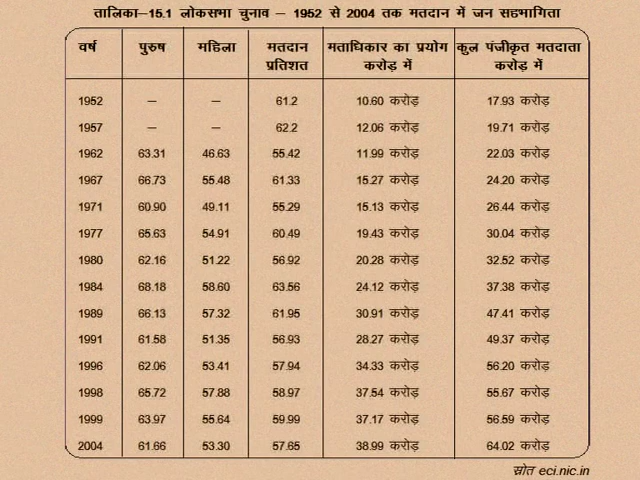 तालिका–15.1 लोकसभा चुनाव – 1952 से 2004 तक मतदान में जन सहभागिता
वर्ष पुरुष महिला मतदान प्रतिशत मताधिकार का प्रयोग करोड़ में कुल पंजीकृत मतदाता करोड़ में
1952 – – 61.2 10.60 करोड़ 17.93 करोड़
1957 – – 62.2 12.06 करोड़ 19.71 करोड़
1962 63.31 46.63 55.42 11.99 करोड़ 22.03 करोड़
1967 66.73 55.48 61.33 15.27 करोड़ 24.20 करोड़
1971 60.90 49.11 55.29 15.13 करोड़ 26.44 करोड़
1977 65.63 54.91 60.49 19.43 करोड़ 30.04 करोड़
1980 62.16 51.22 56.92 20.28 करोड़ 32.52 करोड़
1984 68.18 58.60 63.56 24.12 करोड़ 37.38 करोड़
1989 66.13 57.32 61.95 30.91 करोड़ 47.41 करोड़
1991 61.58 51.35 56.93 28.27 करोड़ 49.37 करोड़
1996 62.06 53.41 57.94 34.33 करोड़ 56.20 करोड़
1998 65.72 57.88 58.97 37.54 करोड़ 55.67 करोड़
1999 63.97 55.64 59.99 37.17 करोड़ 56.59 करोड़
2004 61.66 53.30 57.65 38.99 करोड़ 64.02 करोड़
स्रोत eci.nic.in